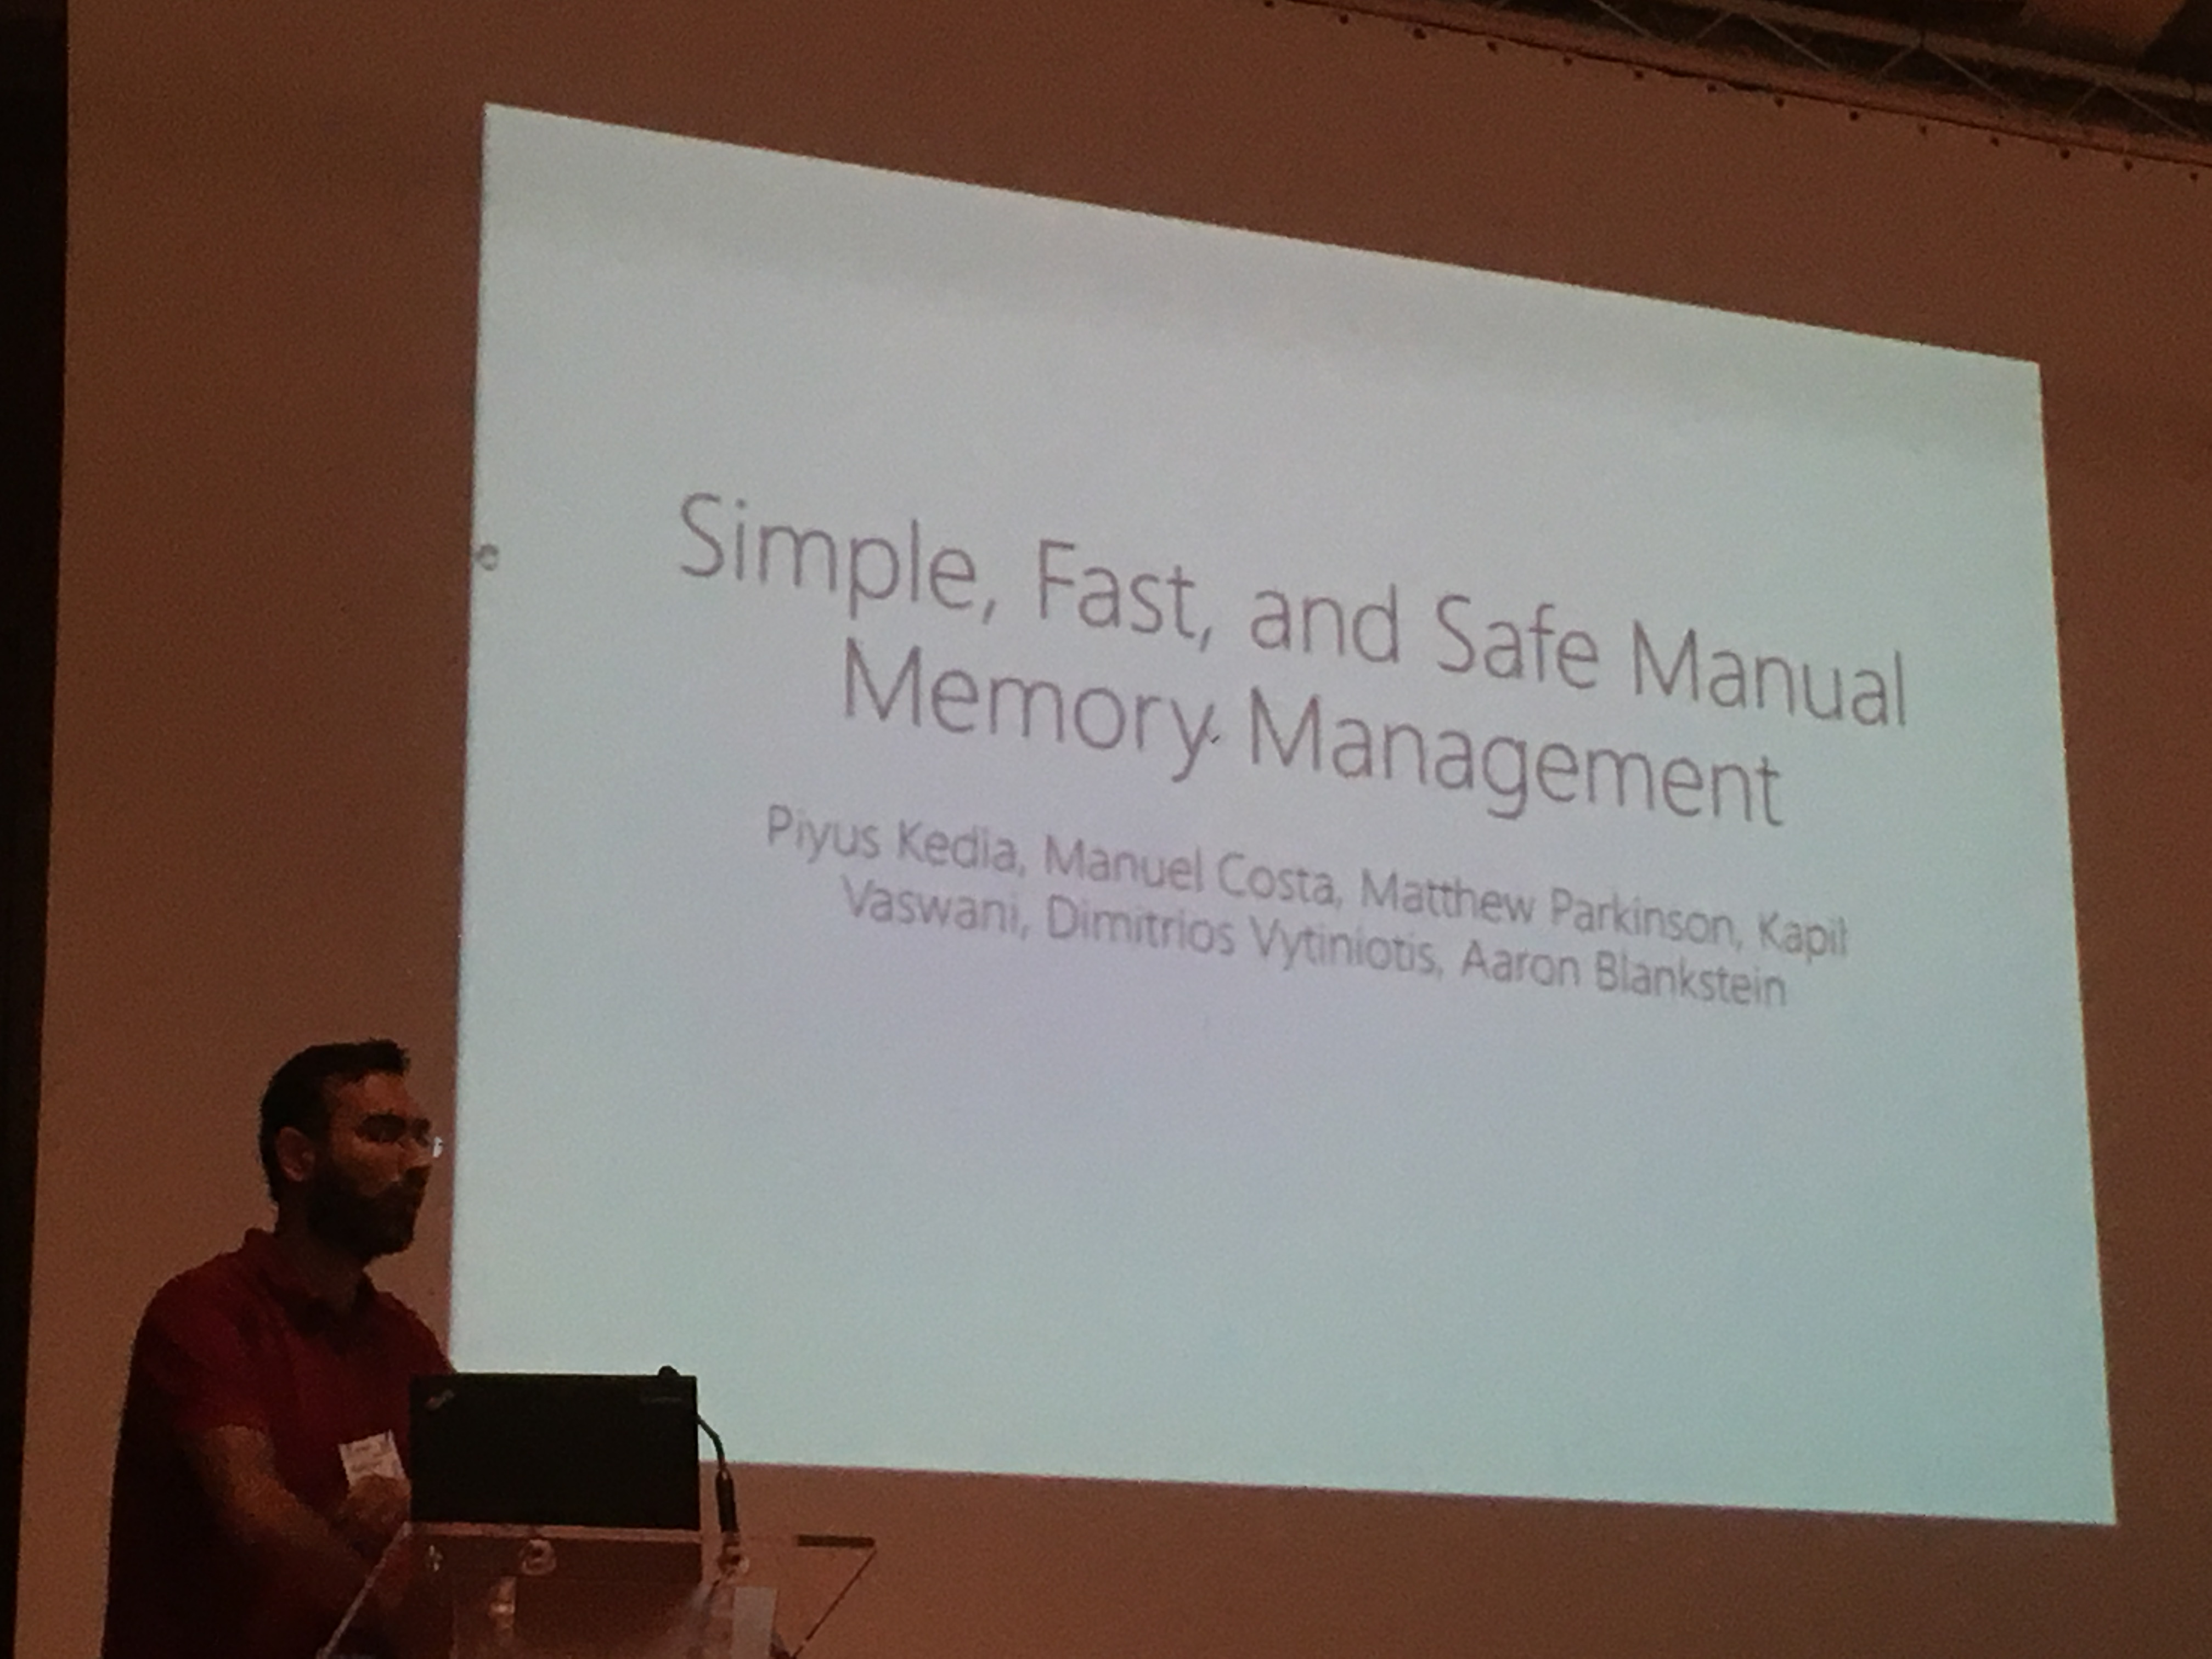 Simple, Fast, and Safe Manual
Memory Management
Piyus Kedia, Manuel Costa, Matthew Parkinson, Kapil
Vaswani, Dimitrios Vytiniotis, Aaron Blankstein